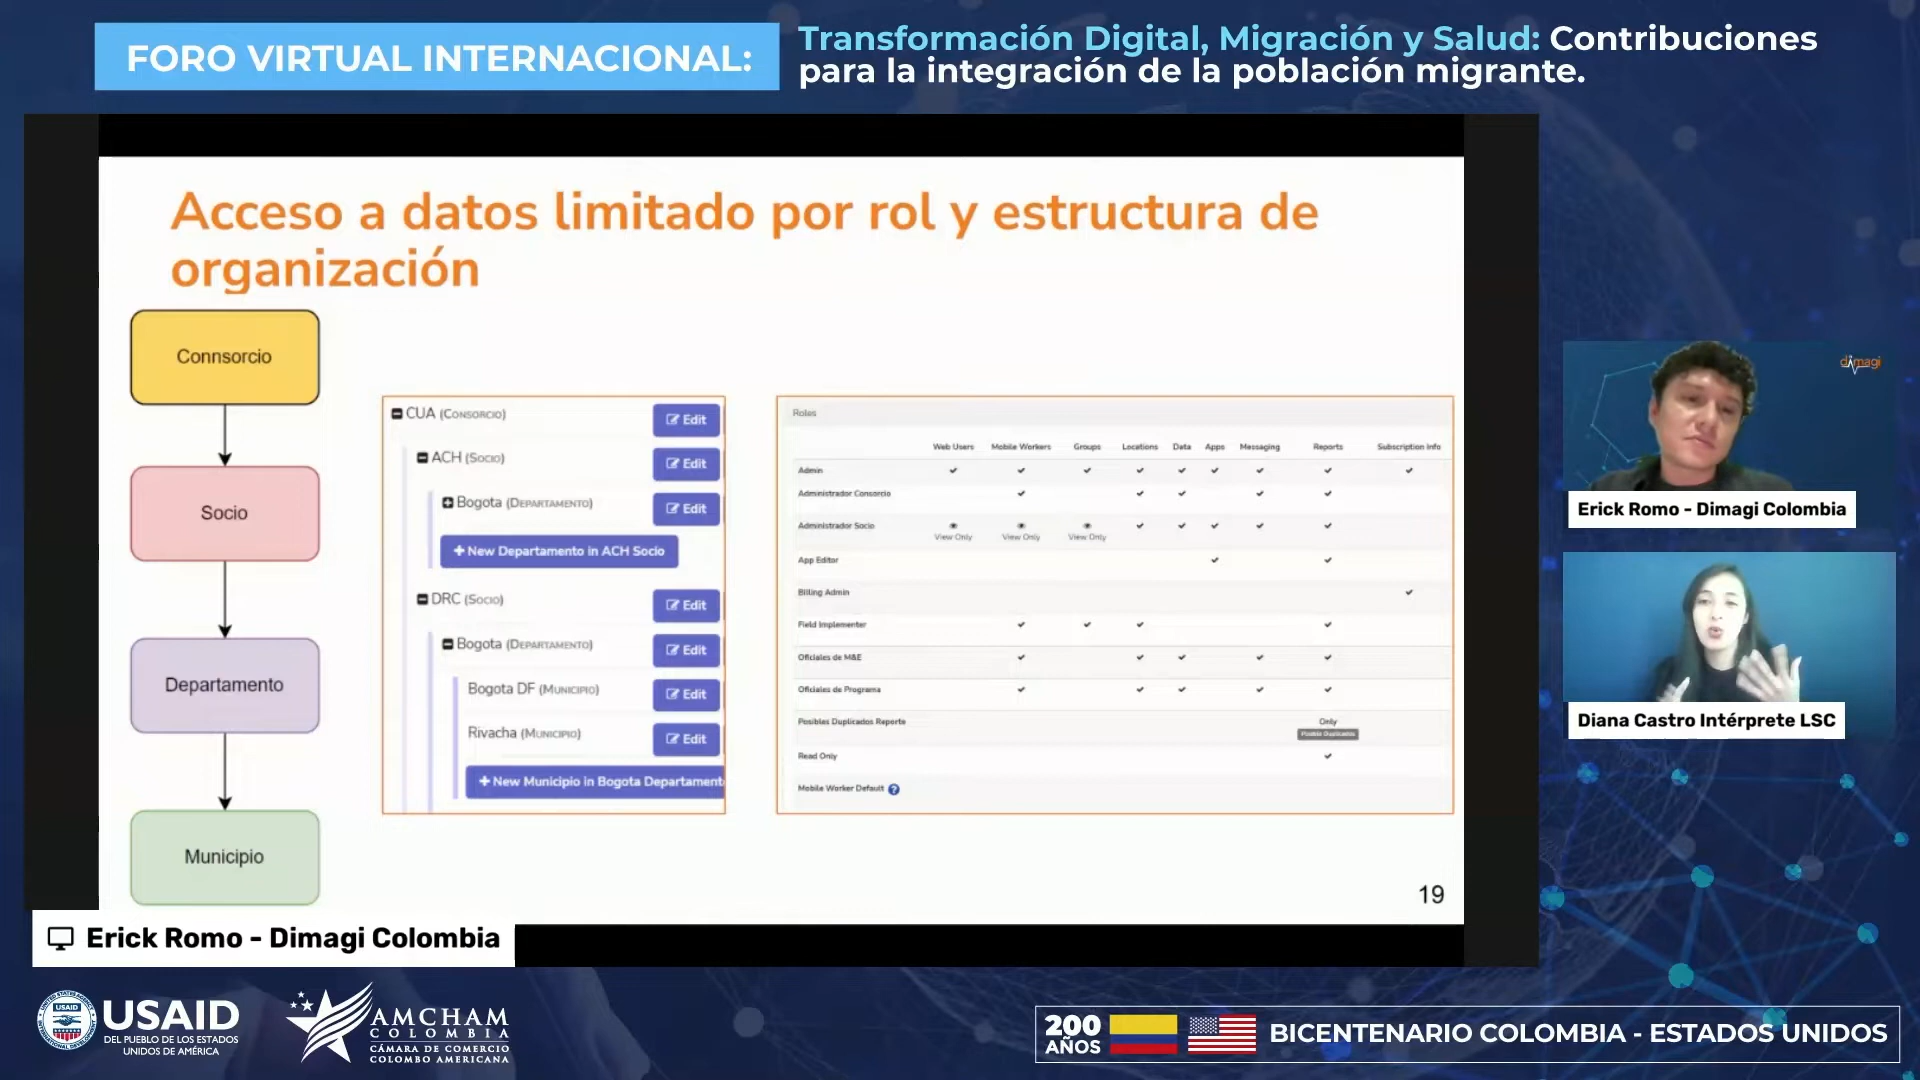 FORO VIRTUAL INTERNACIONAL:
Transformación Digital, Migración y Salud: Contribuciones
para la integración de la población migrante.
Acceso a datos limitado por rol y estructura de
organización
Connsorcio
Socio
Departamento
Municipio
CUA (CONSORCIO)
Edit
ACH (SOCIO)
Edit
Bogota (DEPARTAMENTO)
Edit
New Departamento in ACH Socio
DRC (SOCIO)
Edit
Bogota (DEPARTAMENTO)
Edit
Bogota DF (MUNICIPIO)
Edit
Rivacha (MUNICIPIO)
Edit
New Municipio in Bogota Departament
Roles
Web Users Mobile Workers Groups Locations Data Apps Messaging Reports Subscription Info
Admin
Administrador Consorcio
Administrador Socio
View Only View Only View Only
App Editor
Billing Admin
Field Implementer
Oficiales de M&E
Oficiales de Programa
Posibles Duplicados Reporte Only
Posible Duplicados
Read Only
Mobile Worker Default ?
19
Erick Romo - Dimagi Colombia
dimagi
Erick Romo - Dimagi Colombia
Diana Castro Intérprete LSC
USAID
USAID
DEL PUEBLO DE LOS ESTADOS
UNIDOS DE AMÉRICA
AMCHAM
COLOMBIA
CÁMARA DE COMERCIO
COLOMBO AMERICANA
200
AÑOS
BICENTENARIO COLOMBIA - ESTADOS UNIDOS